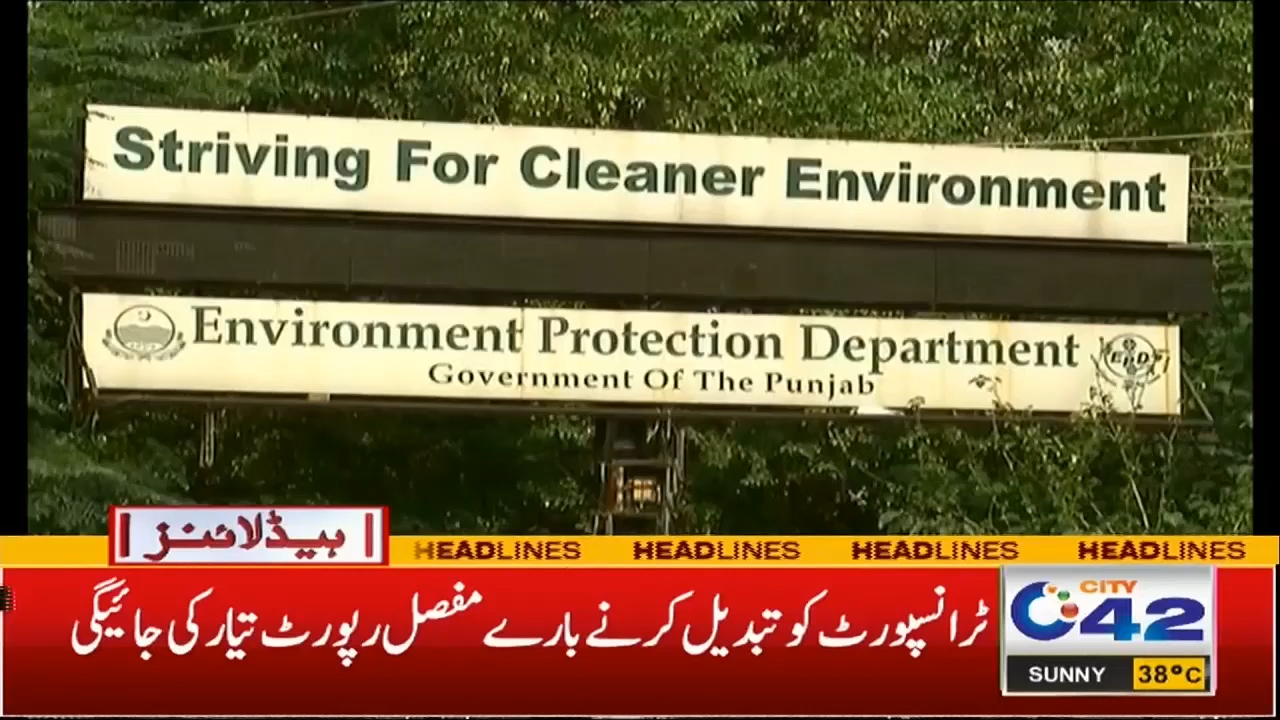 Striving For Cleaner Environment
Environment Protection Department
Government Of The Punjab
EPD
ہیڈلائنز
HEADLINES HEADLINES HEADLINES HEADLINES
ٹرانسپورٹ کو تبدیل کرنے بارے مفصل رپورٹ تیار کی جائیگی
CITY
42
SUNNY 38°C